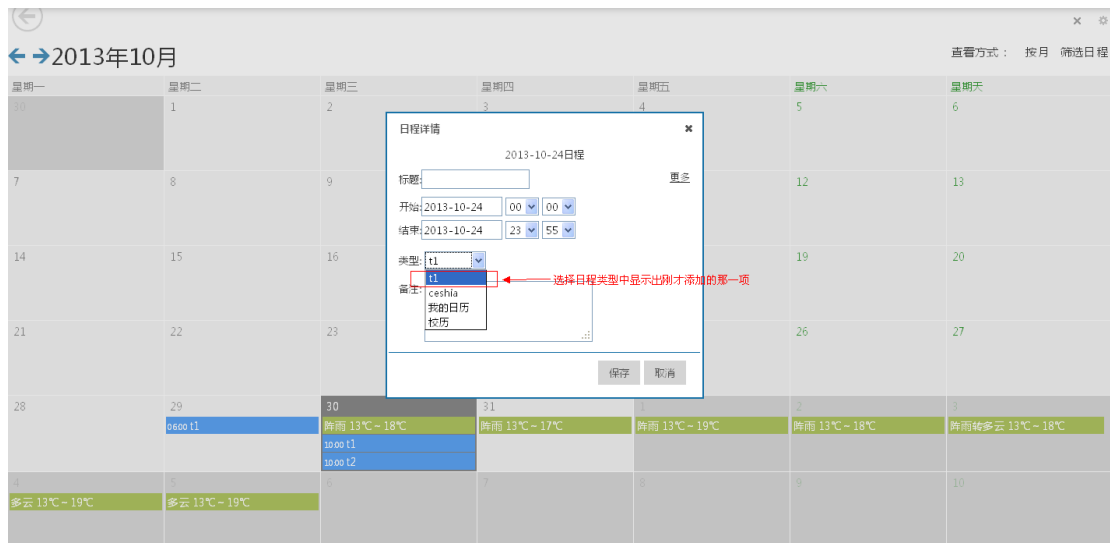 2013年10月
查看方式： 按月 筛选日程
星期一 星期二 星期三 星期四 星期五 星期六 星期天
30 1 2 3 4 5 6
日程详情
2013-10-24日程
标题:
更多
开始: 2013-10-24 00 00
结束: 2013-10-24 23 55
类型: t1
t1
选择日程类型中显示出刚才添加的那一项
备注:
ceshia
我的日历
校历
保存 取消
7 8 9 12 13
14 15 16 19 20
21 22 23 26 27
28 29 30 31 1 2 3
06:00 t1
阵雨 13℃ ~ 18℃
阵雨 13℃ ~ 17℃
阵雨 13℃ ~ 19℃
阵雨 13℃ ~ 18℃
阵雨转多云 13℃ ~ 18℃
10:00 t1
10:00 t2
4 5 6 7 8 9 10
多云 13℃ ~ 19℃
多云 13℃ ~ 19℃